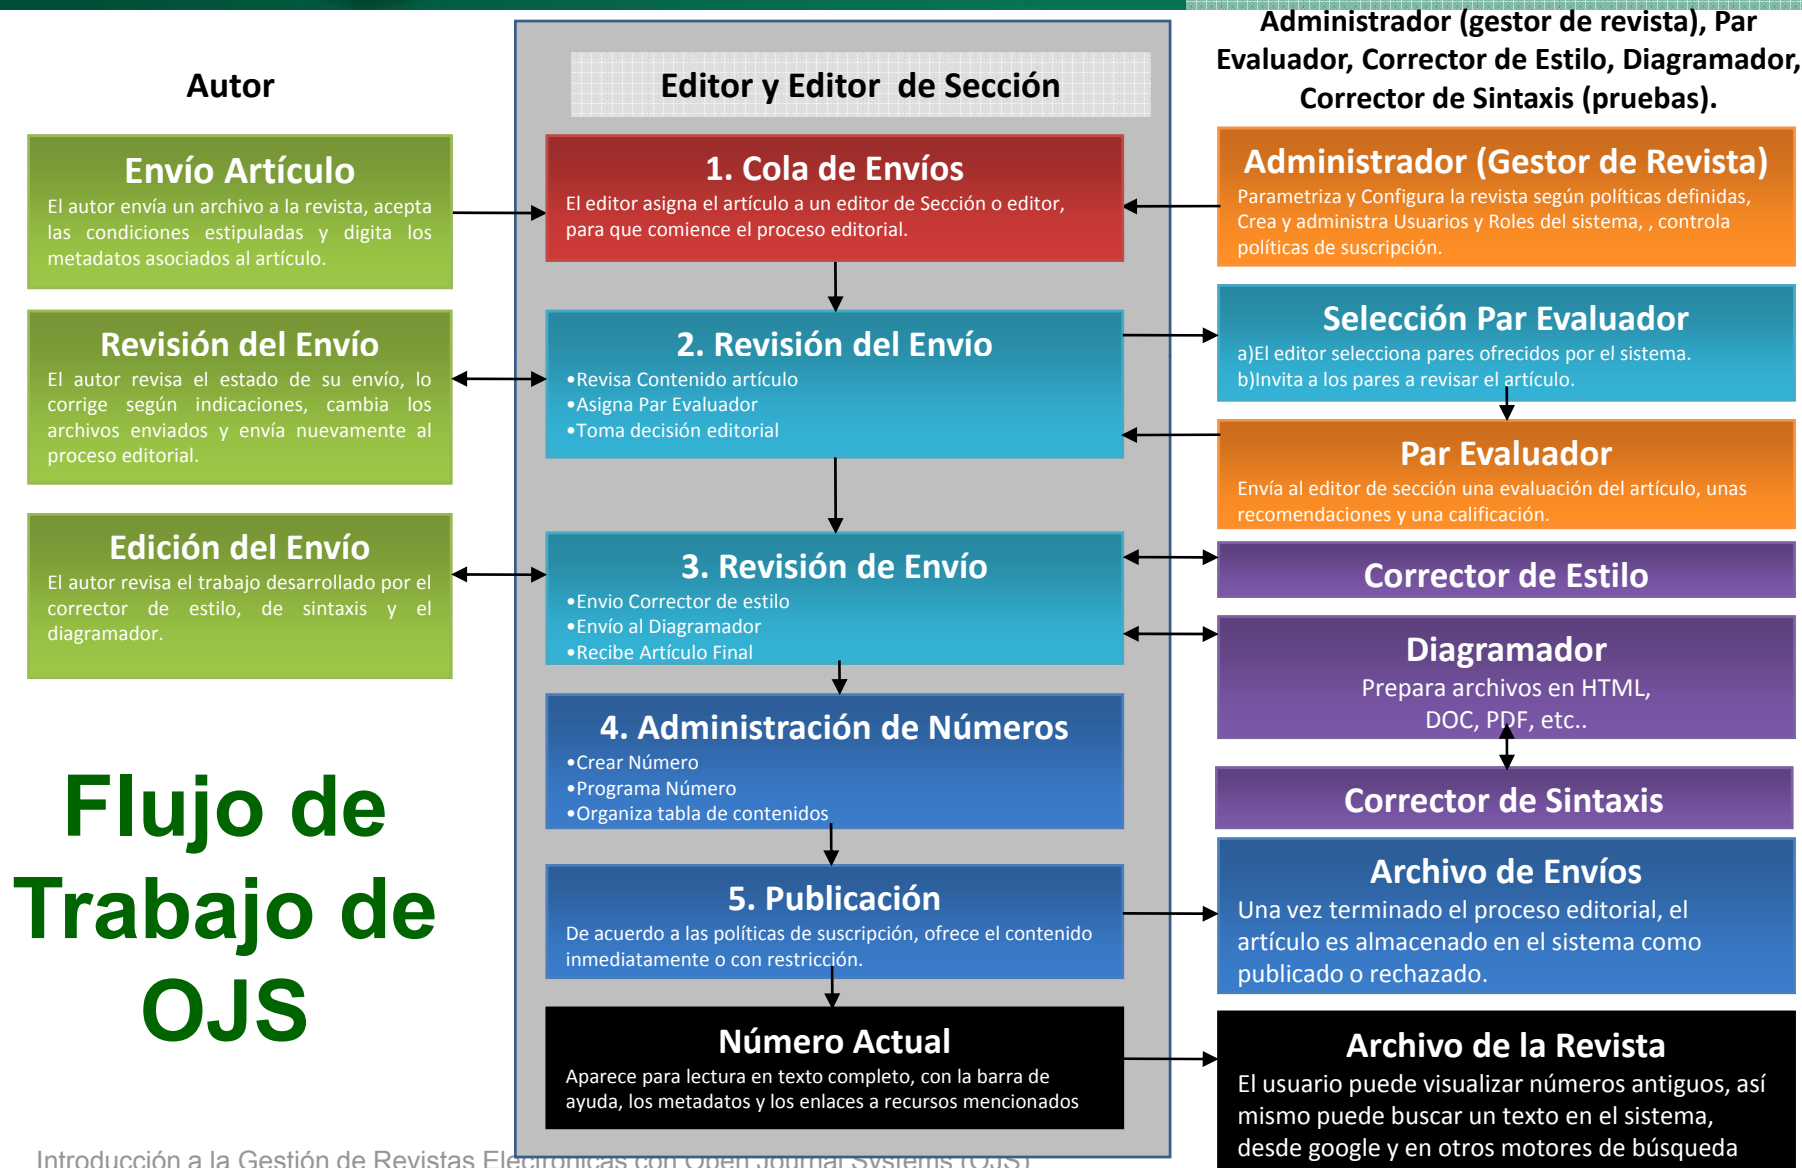 Autor
Envío Artículo
El autor envía un archivo a la revista, acepta
las condiciones estipuladas y digita los
metadatos asociados al artículo.
Revisión del Envío
El autor revisa el estado de su envío, lo
corrige según indicaciones, cambia los
archivos enviados y envía nuevamente al
proceso editorial.
Edición del Envío
El autor revisa el trabajo desarrollado por el
corrector de estilo, de sintaxis y el
diagramador.
Flujo de
Trabajo de
OJS
Editor y Editor de Sección
1. Cola de Envíos
El editor asigna el artículo a un editor de Sección o editor,
para que comience el proceso editorial.
2. Revisión del Envío
•Revisa Contenido artículo
•Asigna Par Evaluador
•Toma decisión editorial
3. Revisión de Envío
•Envio Corrector de estilo
•Envío al Diagramador
•Recibe Artículo Final
4. Administración de Números
•Crear Número
•Programa Número
•Organiza tabla de contenidos
5. Publicación
De acuerdo a las políticas de suscripción, ofrece el contenido
inmediatamente o con restricción.
Número Actual
Aparece para lectura en texto completo, con la barra de
ayuda, los metadatos y los enlaces a recursos mencionados
Administrador (gestor de revista), Par
Evaluador, Corrector de Estilo, Diagramador,
Corrector de Sintaxis (pruebas).
Administrador (Gestor de Revista)
Parametriza y Configura la revista según políticas definidas,
Crea y administra Usuarios y Roles del sistema, , controla
políticas de suscripción.
Selección Par Evaluador
a)El editor selecciona pares ofrecidos por el sistema.
b)Invita a los pares a revisar el artículo.
Par Evaluador
Envía al editor de sección una evaluación del artículo, unas
recomendaciones y una calificación.
Corrector de Estilo
Diagramador
Prepara archivos en HTML,
DOC, PDF, etc..
Corrector de Sintaxis
Archivo de Envíos
Una vez terminado el proceso editorial, el
artículo es almacenado en el sistema como
publicado o rechazado.
Archivo de la Revista
El usuario puede visualizar números antiguos, así
mismo puede buscar un texto en el sistema,
desde google y en otros motores de búsqueda
Introducción a la Gestión de Revistas Electrónicas con Open Journal Systems (OJS)